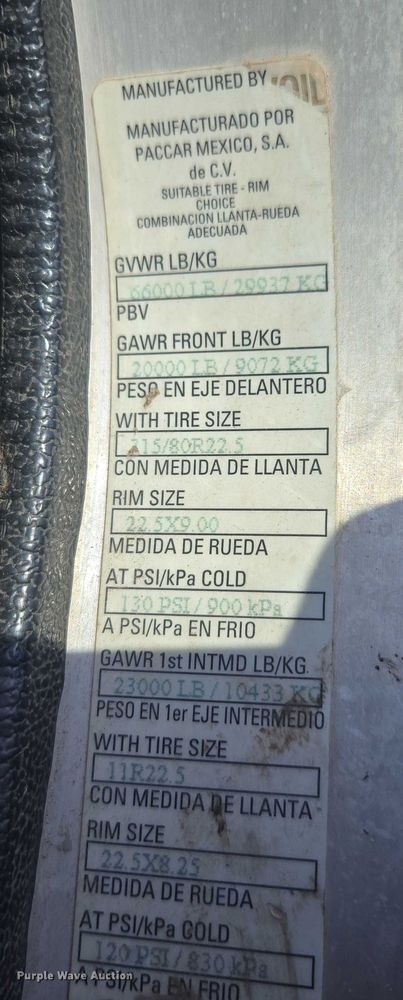 MANUFACTURED BY
MANUFACTURADO POR
PACCAR MEXICO, S.A.
de C.V.
SUITABLE TIRE - RIM
CHOICE
COMBINACION LLANTA-RUEDA
ADECUADA
GVWR LB/KG
66000 LB / 29937 KG
PBV
GAWR FRONT LB/KG
20000 LB / 9072 KG
PESO EN EJE DELANTERO
WITH TIRE SIZE
315/80R22.5
CON MEDIDA DE LLANTA
RIM SIZE
22.5X9.00
MEDIDA DE RUEDA
AT PSI/kPa COLD
130 PSI / 900 kPa
A PSI/kPa EN FRIO
GAWR 1st INTMD LB/KG.
23000 LB / 10433 KG
PESO EN 1er EJE INTERMEDIO
WITH TIRE SIZE
11R22.5
CON MEDIDA DE LLANTA
RIM SIZE
22.5X8.25
MEDIDA DE RUEDA
AT PSI/kPa COLD
120 PSI / 830 kPa
A PSI/kPa EN FRIO
Purple Wave Auction